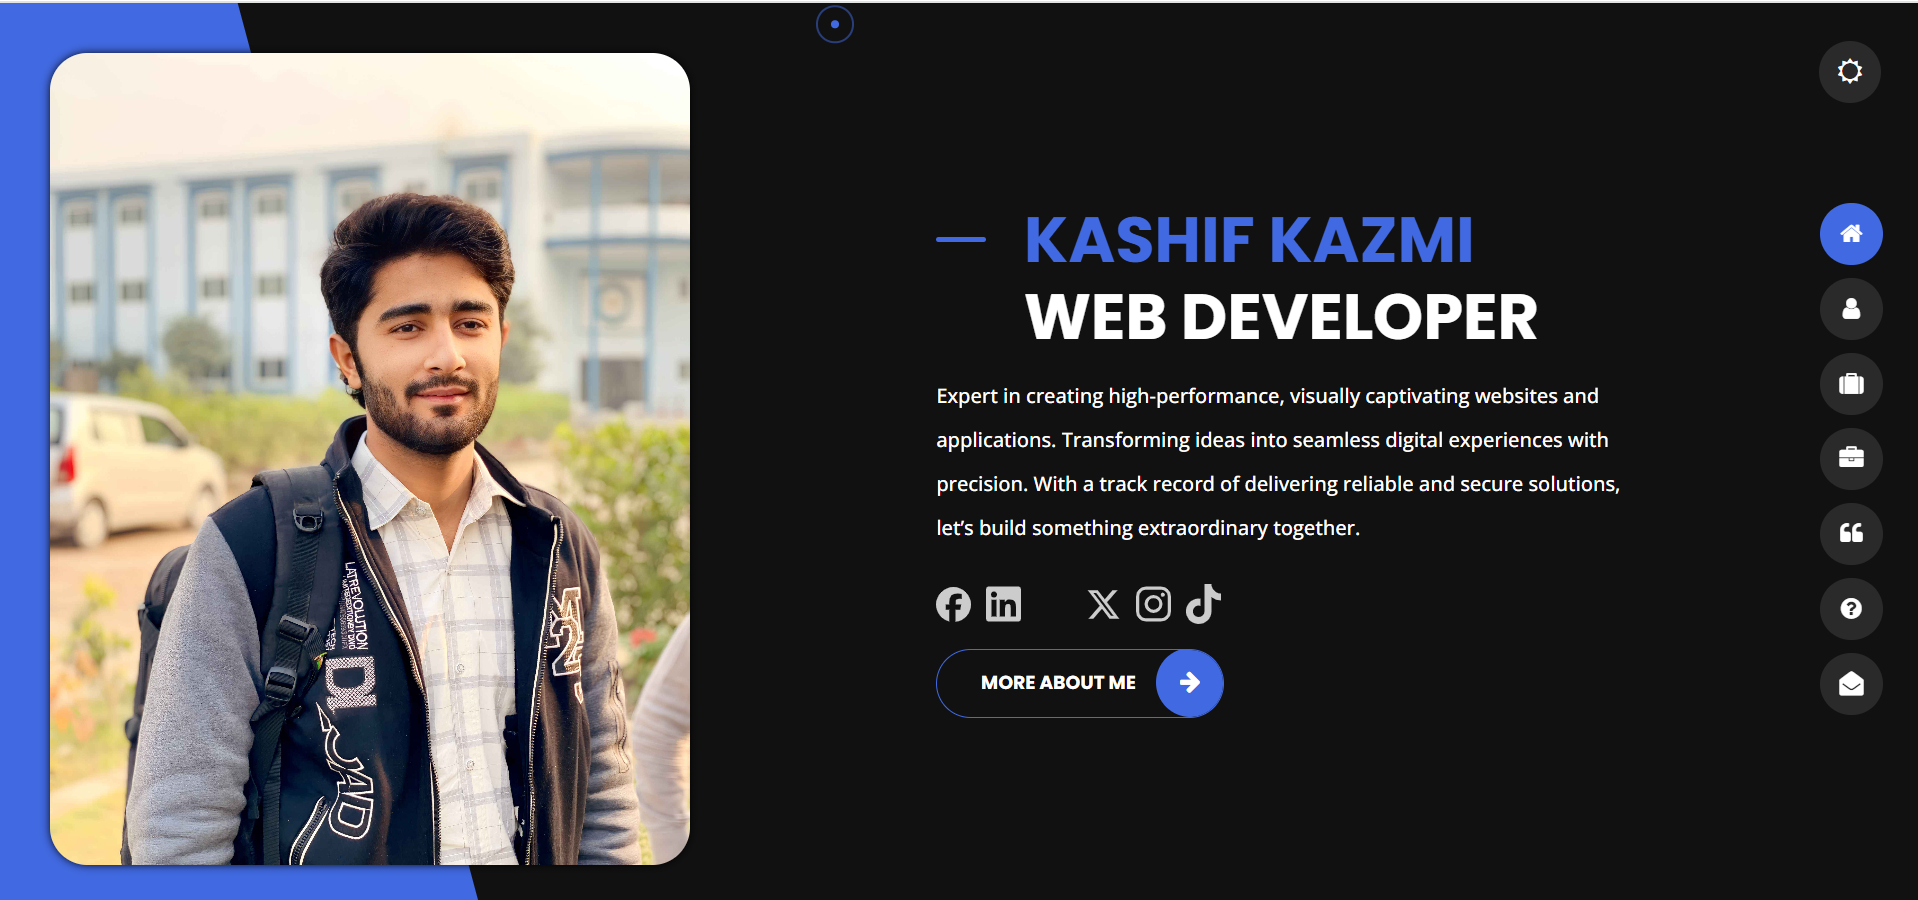 KASHIF KAZMI
WEB DEVELOPER
Expert in creating high-performance, visually captivating websites and
applications. Transforming ideas into seamless digital experiences with
precision. With a track record of delivering reliable and secure solutions,
let’s build something extraordinary together.
MORE ABOUT ME
LATREVOLUTION
DI